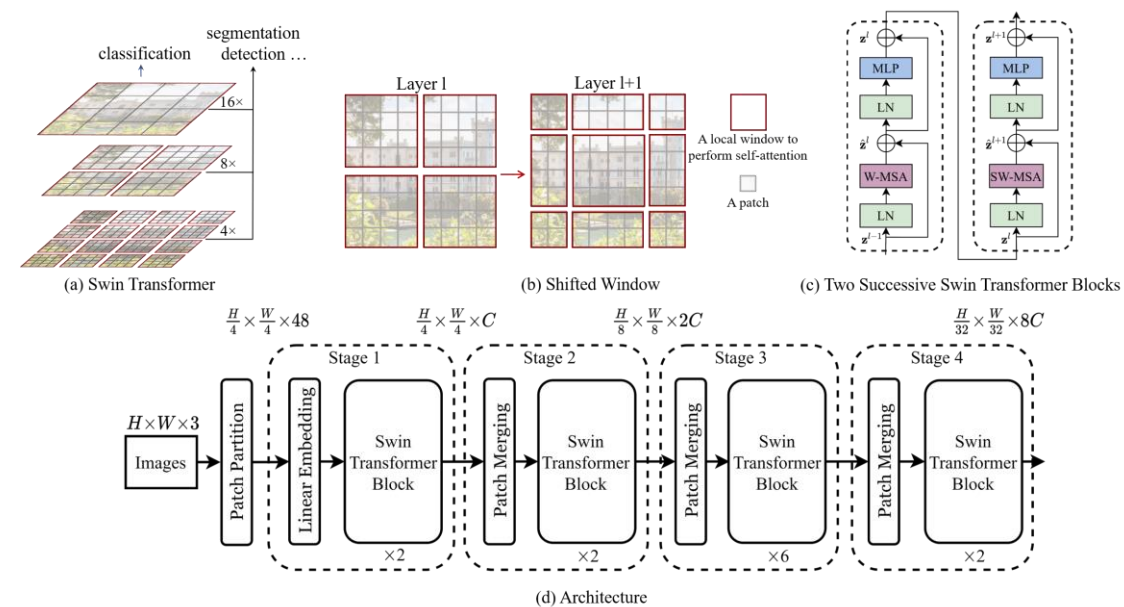 segmentation
classification
detection …
16×
8×
4×
(a) Swin Transformer
Layer l
Layer l+1
A local window to
perform self-attention
A patch
(b) Shifted Window
z^l
MLP
LN
ẑ^l
W-MSA
LN
z^{l-1}
z^{l+1}
MLP
LN
ẑ^{l+1}
SW-MSA
LN
z^l
(c) Two Successive Swin Transformer Blocks
H/4 × W/4 × 48
H/4 × W/4 × C
H/8 × W/8 × 2C
H/32 × W/32 × 8C
Stage 1
Stage 2
Stage 3
Stage 4
H×W×3
Images
Patch Partition
Linear Embedding
Swin
Transformer
Block
×2
Patch Merging
Swin
Transformer
Block
×2
Patch Merging
Swin
Transformer
Block
×6
Patch Merging
Swin
Transformer
Block
×2
(d) Architecture